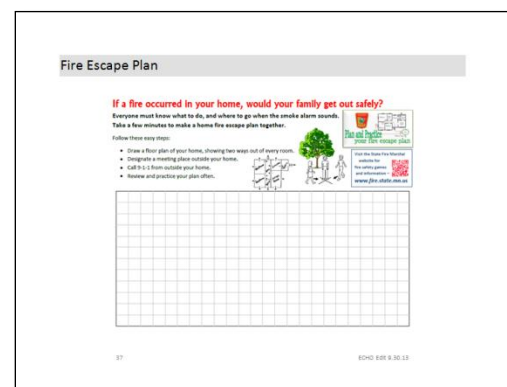 Fire Escape Plan
If a fire occurred in your home, would your family get out safely?
Everyone must know what to do, and where to go when the smoke alarm sounds.
Take a few minutes to make a home fire escape plan together.
Follow these easy steps:
• Draw a floor plan of your home, showing two ways out of every room.
• Designate a meeting place outside your home.
• Call 9-1-1 from outside your home.
• Review and practice your plan often.
Plan and Practice
your fire escape plan
Visit the State Fire Marshal
website for
fire safety games
and information –
www.fire.state.mn.us
37
ECHO Edit 9.30.15